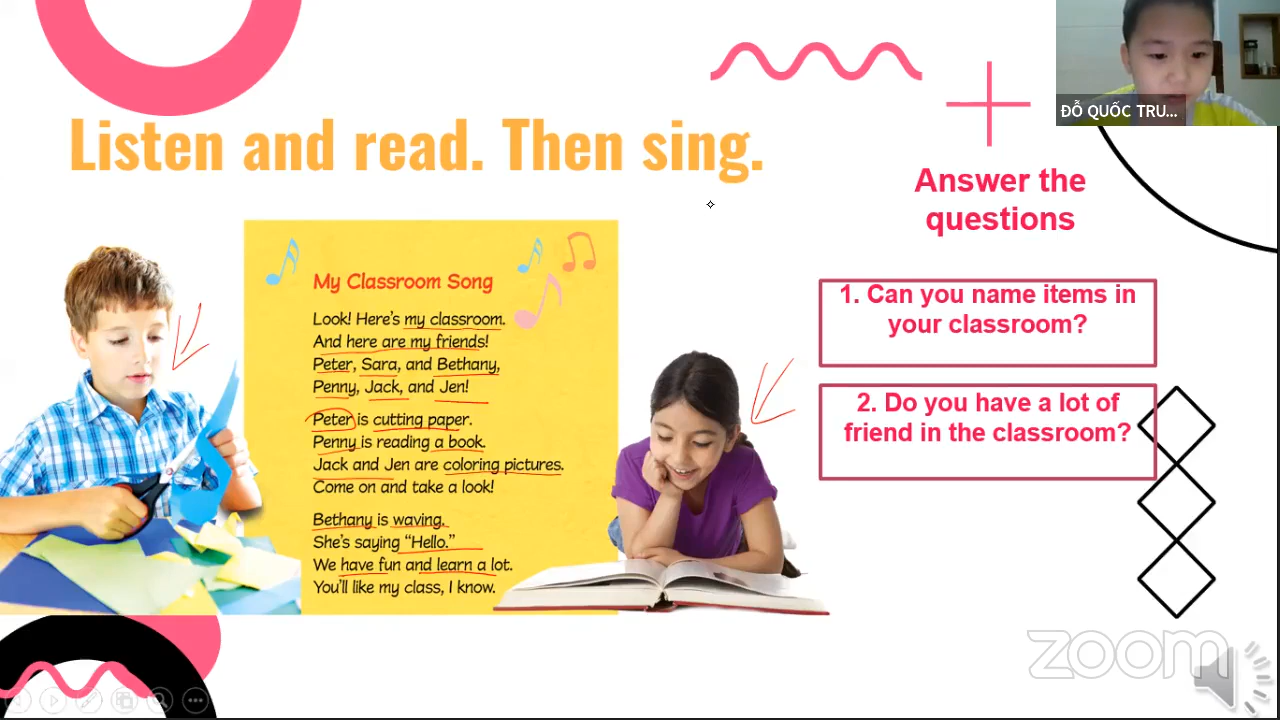 ĐỖ QUỐC TRU...
Listen and read. Then sing.
My Classroom Song
Look! Here's my classroom.
And here are my friends!
Peter, Sara, and Bethany,
Penny, Jack, and Jen!
Peter is cutting paper.
Penny is reading a book.
Jack and Jen are coloring pictures.
Come on and take a look!
Bethany is waving.
She's saying “Hello.”
We have fun and learn a lot.
You'll like my class, I know.
Answer the
questions
1. Can you name items in
your classroom?
2. Do you have a lot of
friend in the classroom?
zoom